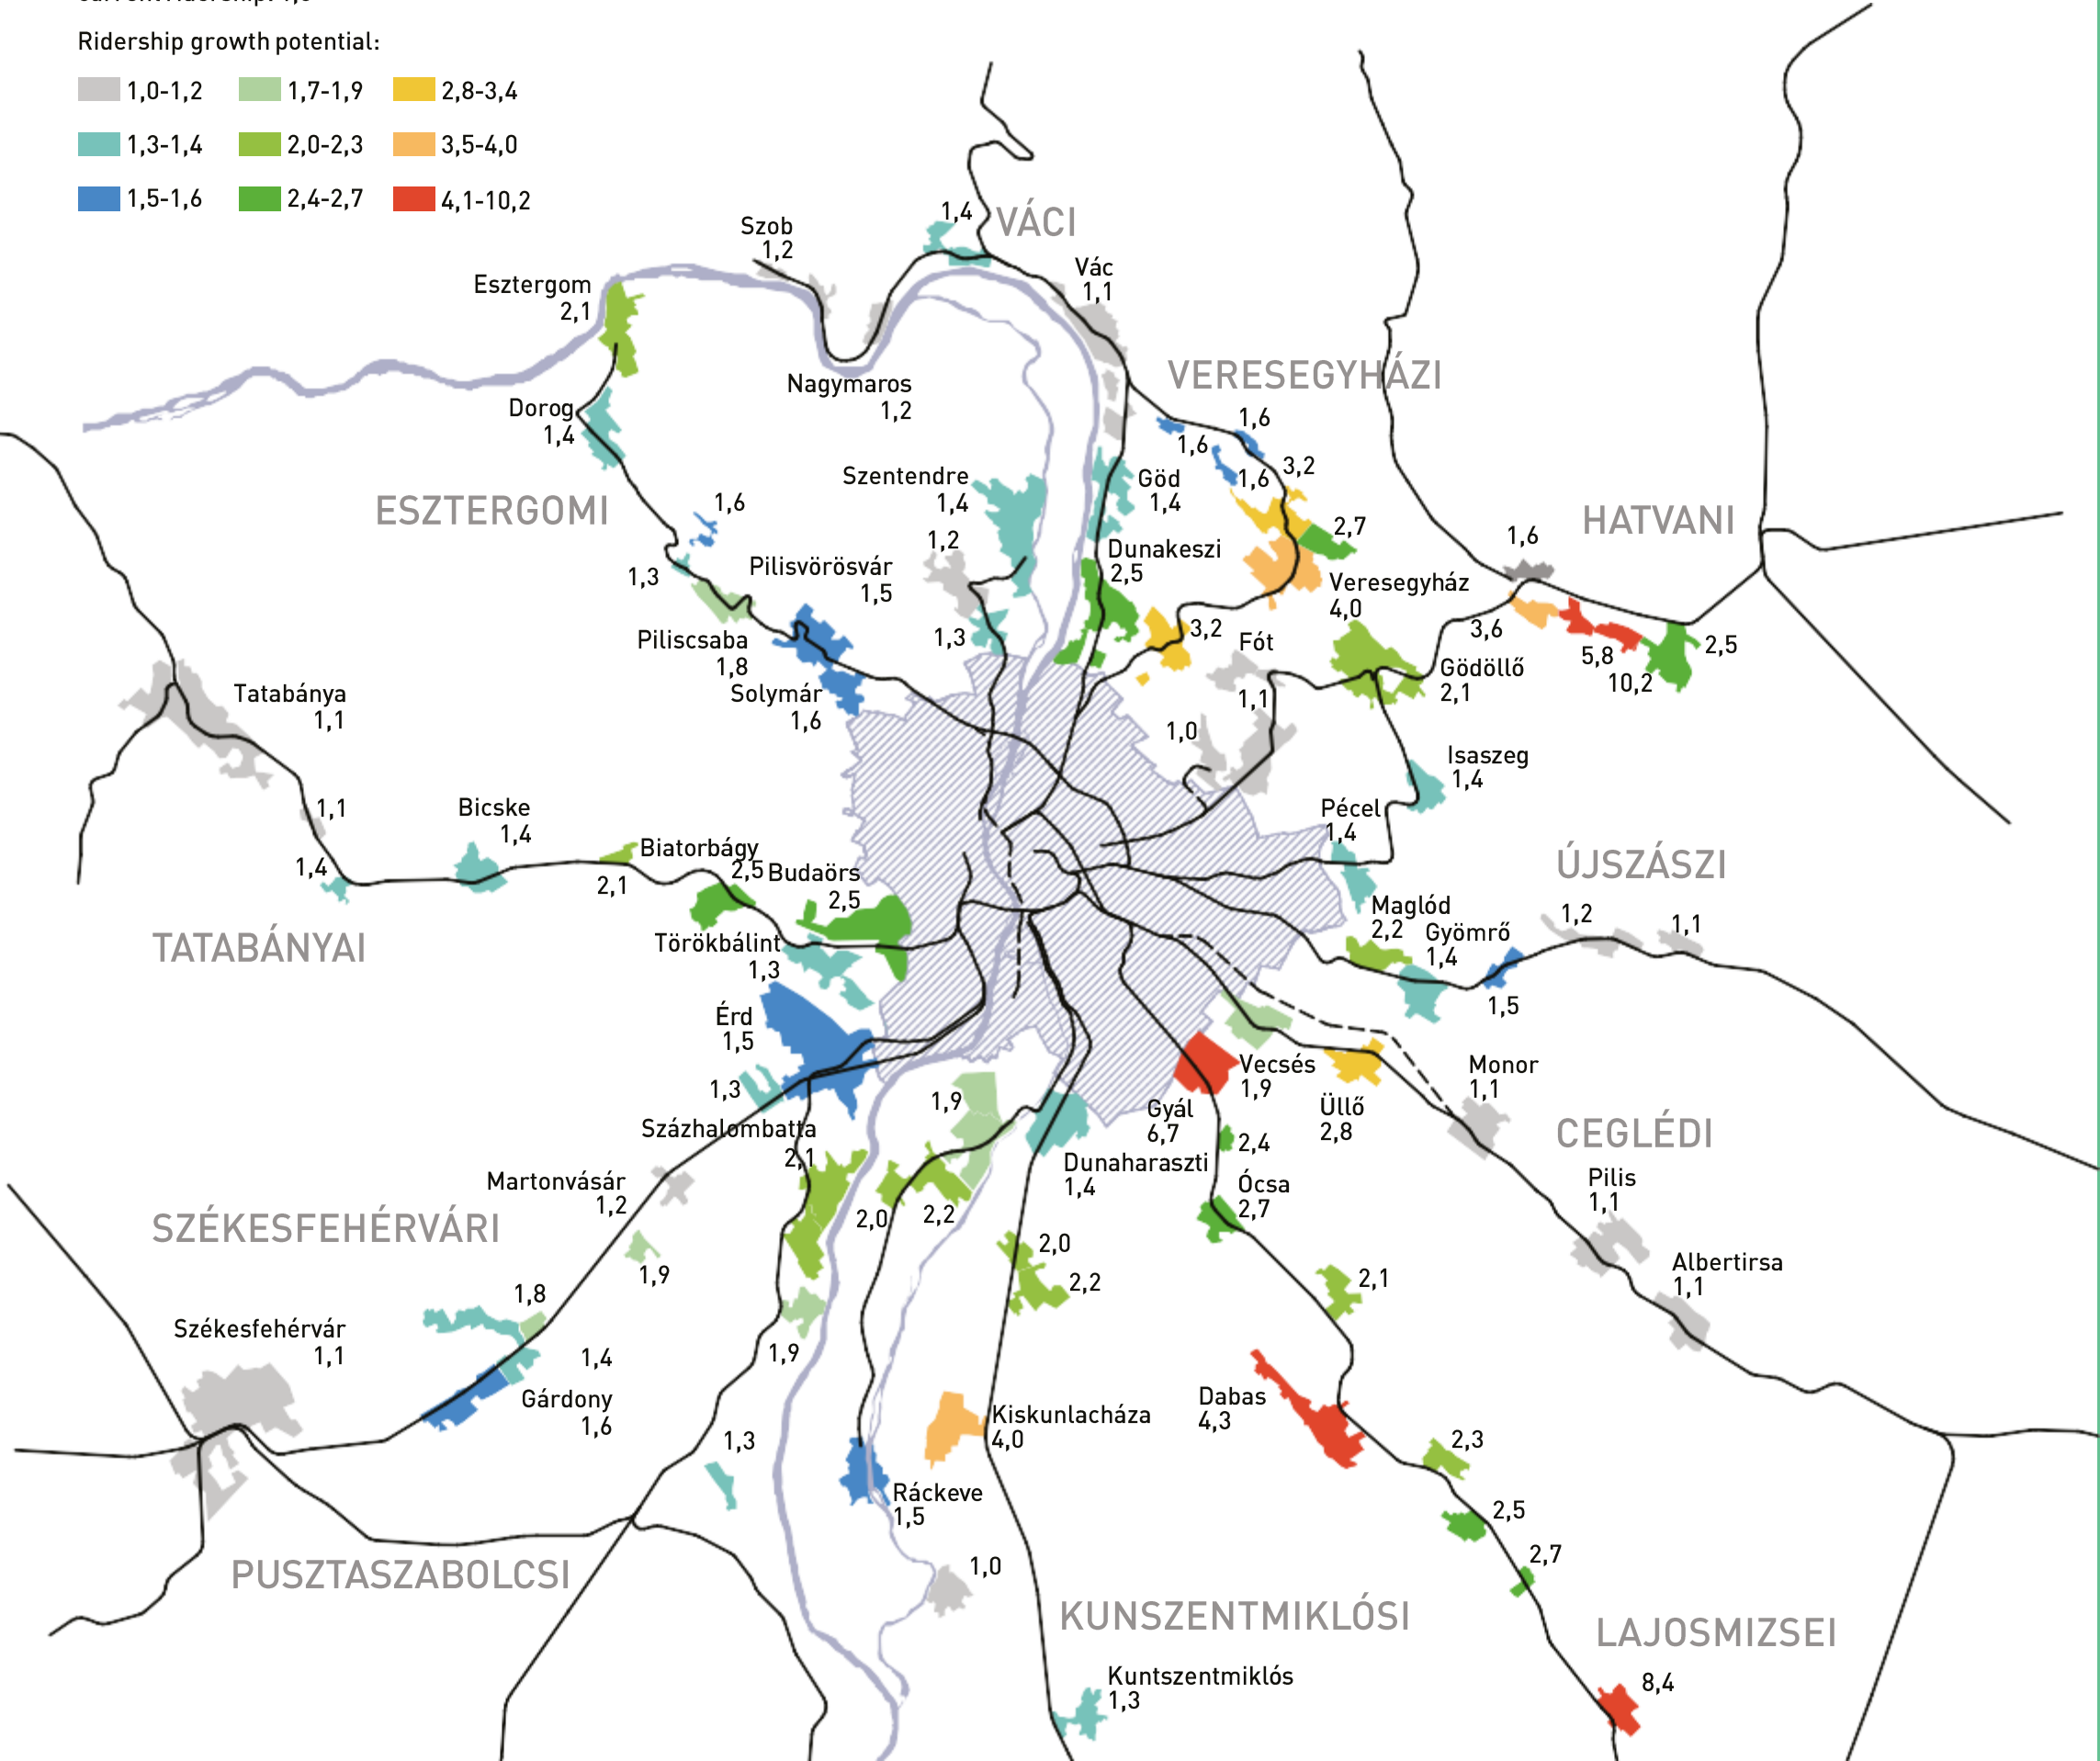 Ridership growth potential:
1,0-1,2
1,7-1,9
2,8-3,4
1,3-1,4
2,0-2,3
3,5-4,0
1,5-1,6
2,4-2,7
4,1-10,2
Szob
1,2
1,4
VÁCI
Vác
1,1
Esztergom
2,1
VERESEGYHÁZI
Nagymaros
1,2
Dorog
1,4
1,6
1,6
1,6
3,2
Szentendre
1,4
Göd
1,4
ESZTERGOMI
1,6
HATVANI
1,6
2,7
1,2
Dunakeszi
2,5
1,3
Pilisvörösvár
1,5
Veresegyház
4,0
Piliscsaba
1,8
1,3
3,2
Fót
1,1
3,6
5,8
10,2
2,5
Gödöllő
2,1
Solymár
1,6
Tatabánya
1,1
1,0
Isaszeg
1,4
1,1
Bicske
1,4
Pécel
1,4
1,4
Biatorbágy
2,5
2,1
Budaörs
2,5
ÚJSZÁSZI
Maglód
2,2
Gyömrő
1,4
1,2
1,1
TATABÁNYAI
Törökbálint
1,3
1,5
Érd
1,5
1,3
Vecsés
1,9
Monor
1,1
1,9
Gyál
6,7
Üllő
2,8
CEGLÉDI
Százhalombatta
2,1
2,4
Dunaharaszti
1,4
Martonvásár
1,2
Ócsa
2,7
Pilis
1,1
SZÉKESFEHÉRVÁRI
2,0
2,2
2,0
2,2
1,9
2,1
Albertirsa
1,1
1,8
Székesfehérvár
1,1
1,4
1,9
Gárdony
1,6
Dabas
4,3
Kiskunlacháza
4,0
1,3
2,3
Ráckeve
1,5
2,5
2,7
PUSZTASZABOLCSI
1,0
KUNSZENTMIKLÓSI
LAJOSMIZSEI
Kuntszentmiklós
1,3
8,4